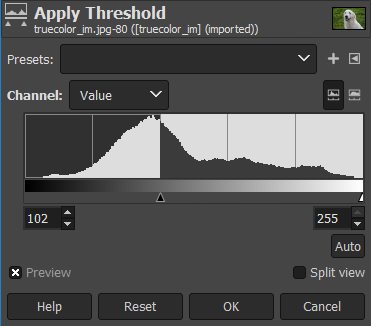 Apply Threshold
truecolor_im.jpg-80 ([truecolor_im] (imported))
Presets:
Channel: Value
102 255
Auto
Preview Split view
Help Reset OK Cancel